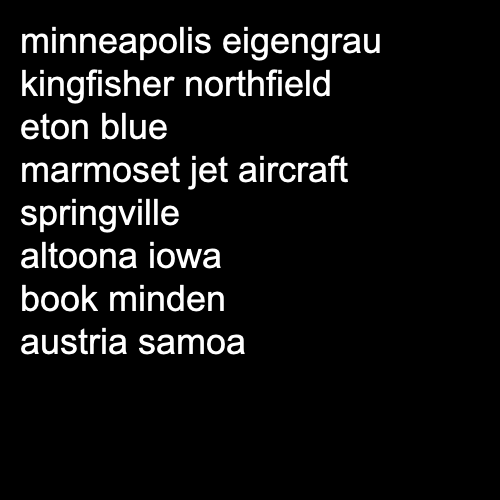 minneapolis eigengrau
kingfisher northfield
eton blue
marmoset jet aircraft
springville
altoona iowa
book minden
austria samoa